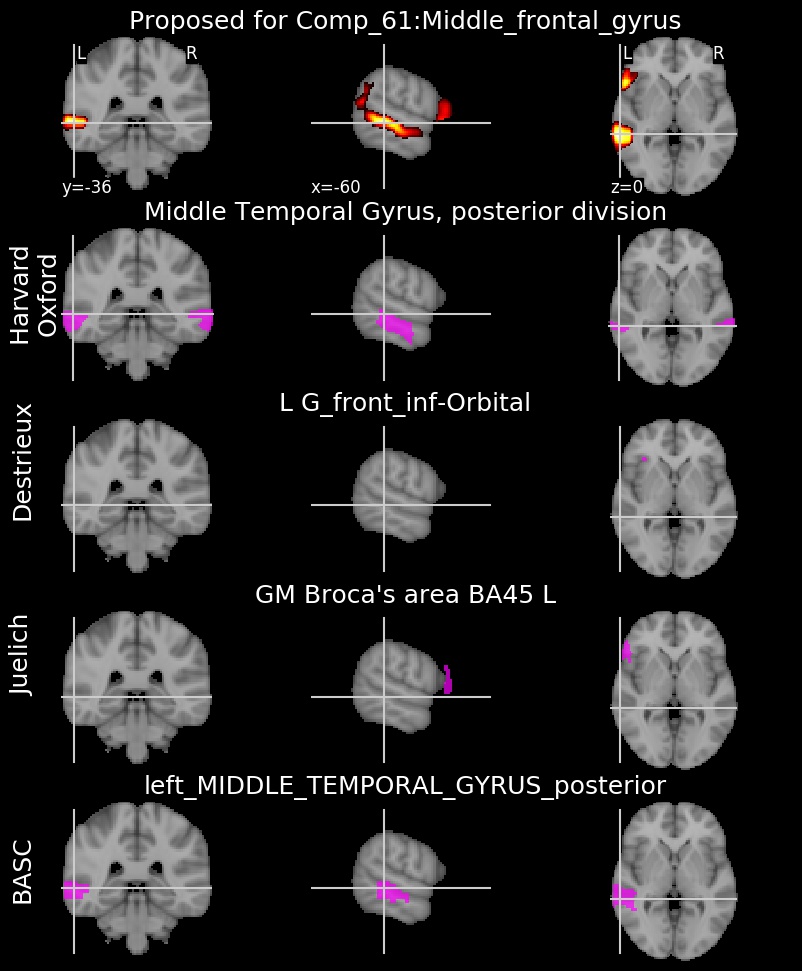 Proposed for Comp_61:Middle_frontal_gyrus
L R L R
y=-36 x=-60 z=0
Middle Temporal Gyrus, posterior division
Harvard
Oxford
L G_front_inf-Orbital
Destrieux
GM Broca's area BA45 L
Juelich
left_MIDDLE_TEMPORAL_GYRUS_posterior
BASC